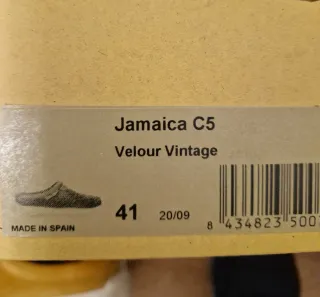 Jamaica C5
Velour Vintage
41 20/09
MADE IN SPAIN
8 434823 500